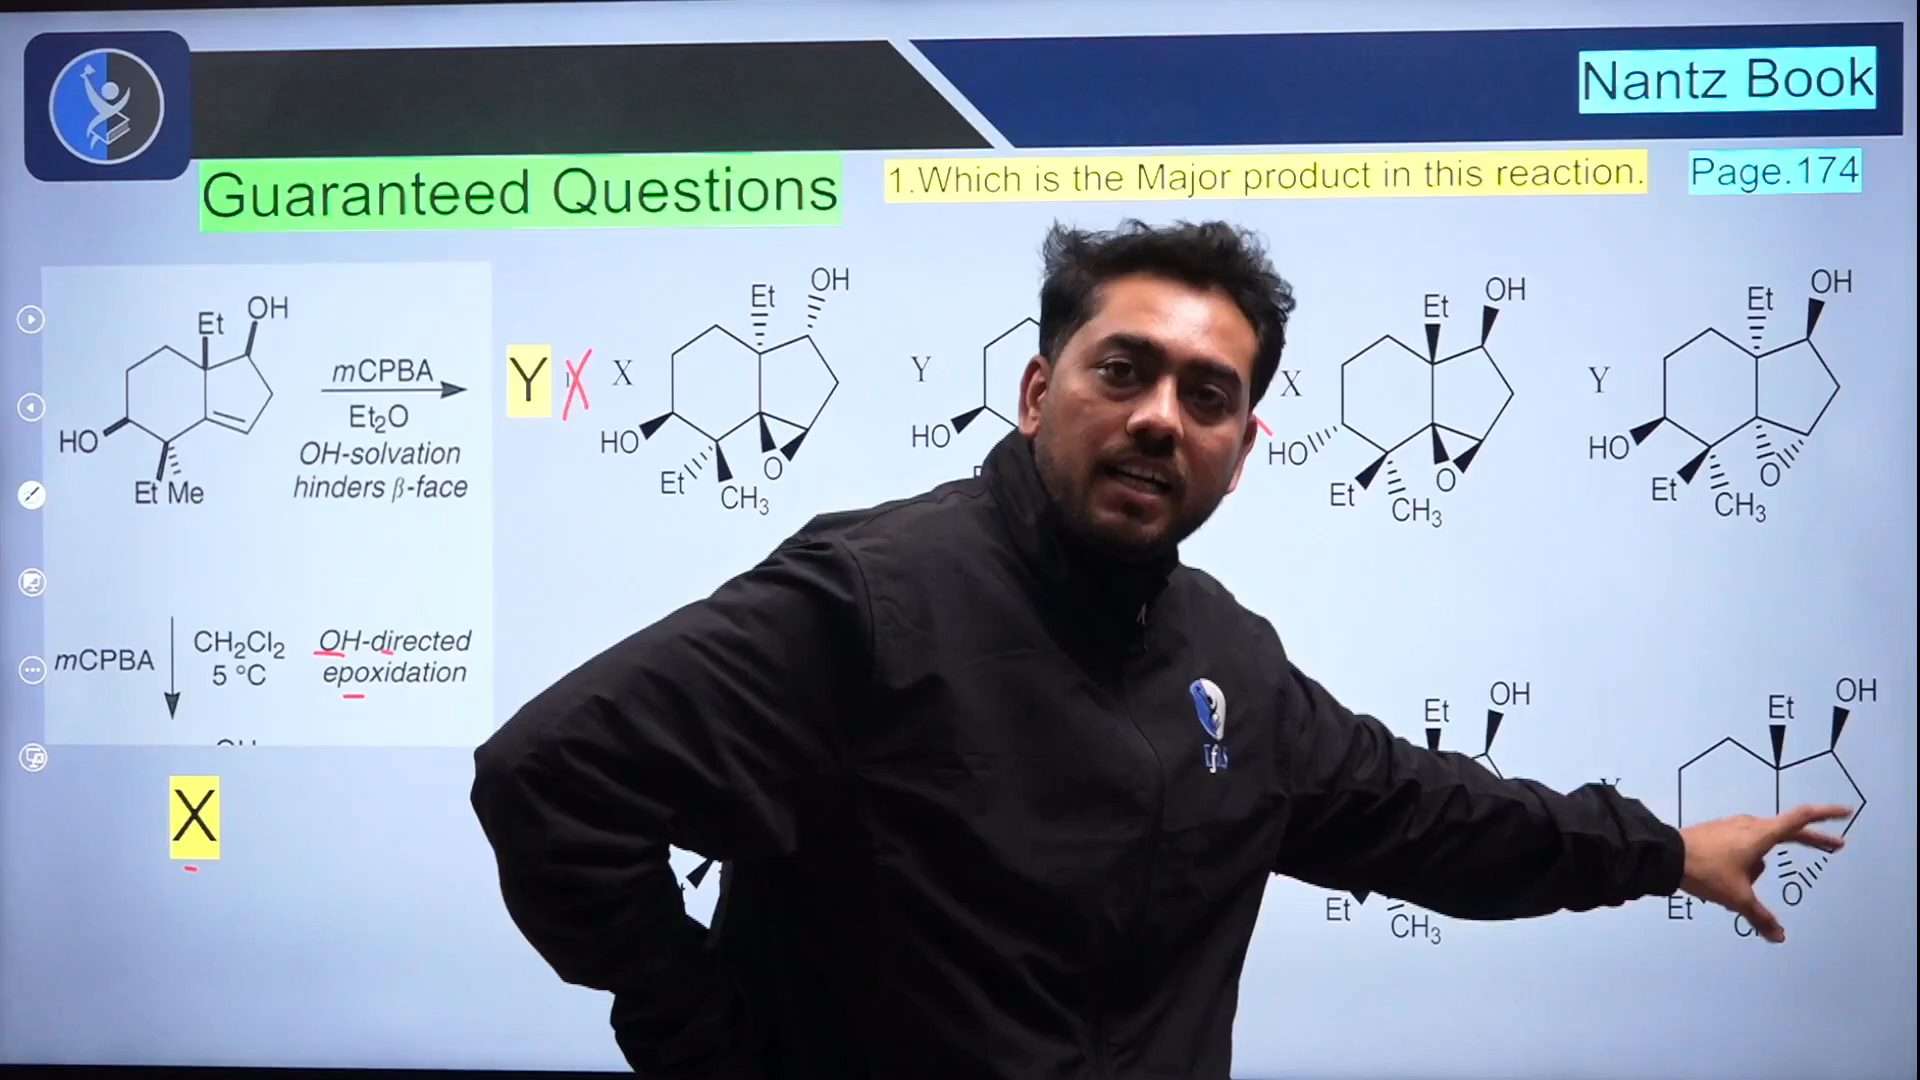 Nantz Book
Guaranteed Questions
1.Which is the Major product in this reaction.
Page.174
Et
OH
HO
Et Me
mCPBA
Et2O
OH-solvation
hinders β-face
Y
X
Et
OH
HO
Et
O
CH3
Y
HO
X
Et
OH
HO
Et
O
CH3
Y
Et
OH
HO
Et
O
CH3
mCPBA
CH2Cl2
5 °C
OH-directed
epoxidation
X
Et
OH
Et
CH3
Et
OH
O
Et